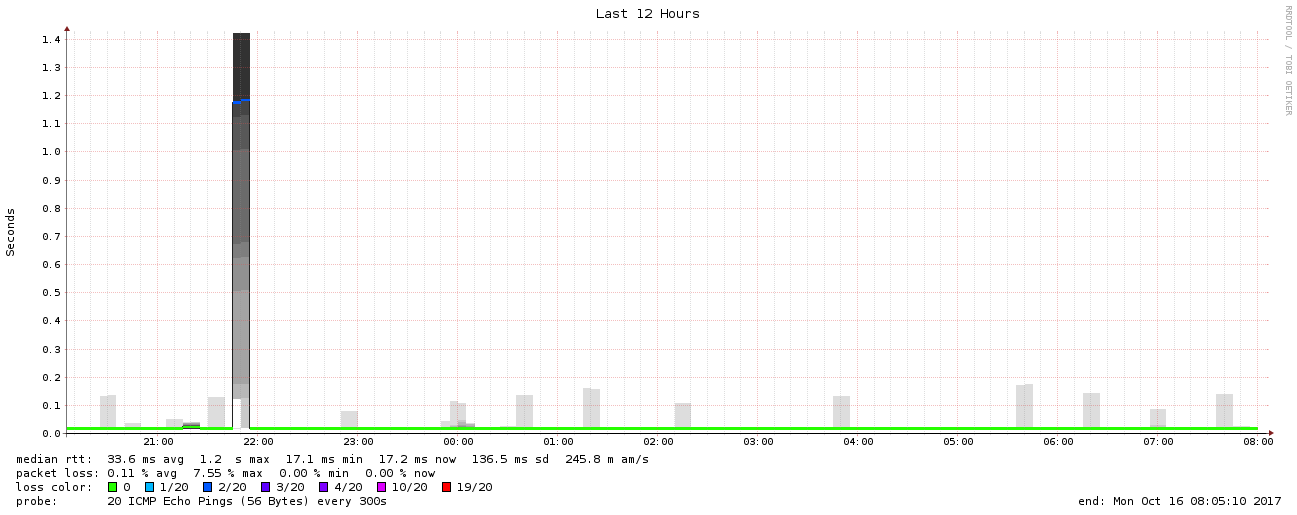 Last 12 Hours
RRDTOOL / TOBI OETIKER
Seconds
1.4
1.3
1.2
1.1
1.0
0.9
0.8
0.7
0.6
0.5
0.4
0.3
0.2
0.1
0.0
21:00 22:00 23:00 00:00 01:00 02:00 03:00 04:00 05:00 06:00 07:00 08:00
median rtt: 33.6 ms avg 1.2 s max 17.1 ms min 17.2 ms now 136.5 ms sd 245.8 m am/s
packet loss: 0.11 % avg 7.55 % max 0.00 % min 0.00 % now
loss color: 0 1/20 2/20 3/20 4/20 10/20 19/20
probe: 20 ICMP Echo Pings (56 Bytes) every 300s end: Mon Oct 16 08:05:10 2017